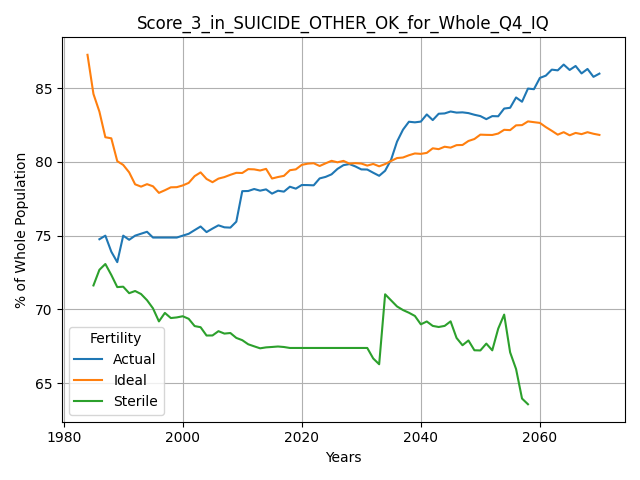 Score_3_in_SUICIDE_OTHER_OK_for_Whole_Q4_IQ
% of Whole Population
85
80
75
70
65
Fertility
Actual
Ideal
Sterile
1980
2000
2020
2040
2060
Years